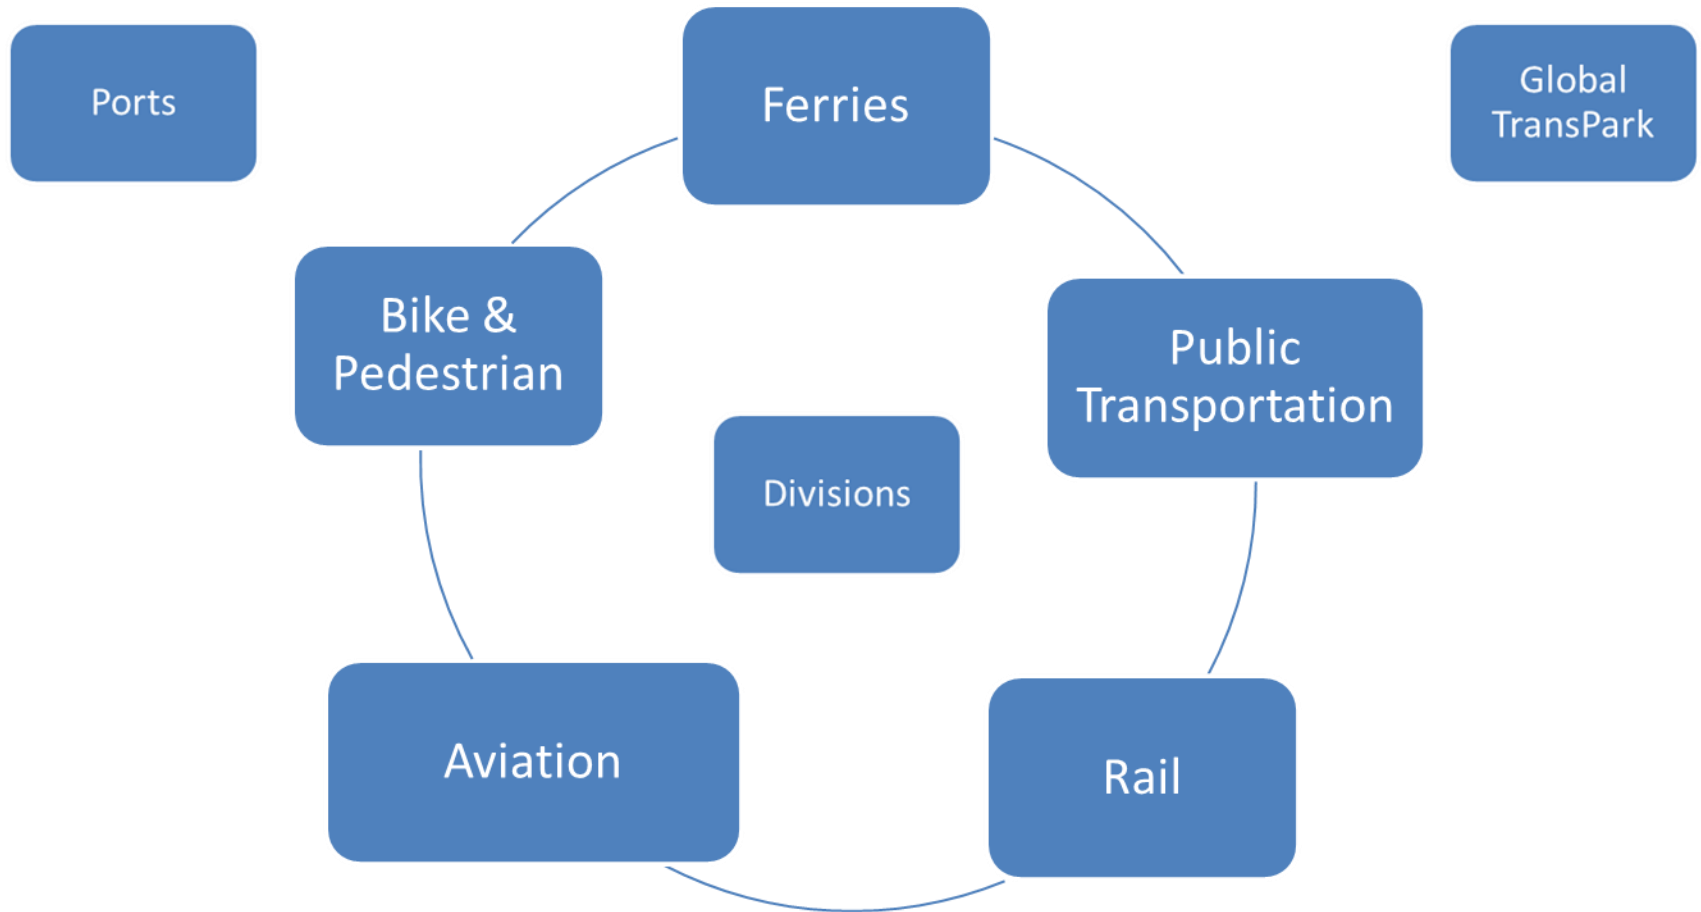 Ports
Ferries
Global
TransPark
Bike &
Pedestrian
Public
Transportation
Divisions
Aviation
Rail